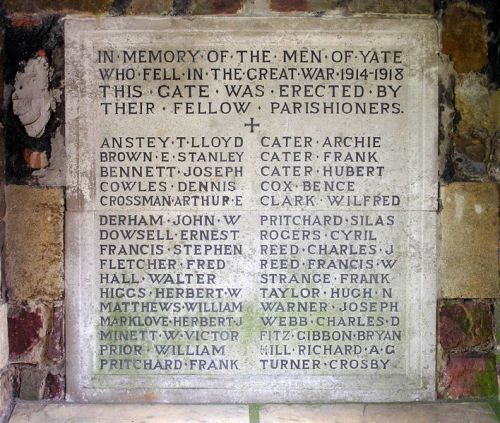 IN MEMORY OF THE MEN OF YATE
WHO FELL IN THE GREAT WAR 1914-1918
THIS GATE WAS ERECTED BY
THEIR FELLOW PARISHIONERS.
ANSTEY·T·LLOYD
BROWN·E·STANLEY
BENNETT·JOSEPH
COWLES·DENNIS
CROSSMAN·ARTHUR·E
DERHAM·JOHN·W
DOWSELL·ERNEST
FRANCIS·STEPHEN
FLETCHER·FRED
HALL·WALTER
HIGGS·HERBERT·W
MATTHEWS·WILLIAM
MARKLOVE·HERBERT·J
MINETT·W·VICTOR
PRIOR·WILLIAM
PRITCHARD·FRANK
CATER·ARCHIE
CATER·FRANK
CATER·HUBERT
COX·BENCE
CLARK·WILFRED
PRITCHARD·SILAS
ROGERS·CYRIL
REED·CHARLES·J
REED·FRANCIS·W
STRANGE·FRANK
TAYLOR·HUGH·N
WARNER·JOSEPH
WEBB·CHARLES·D
FITZ·GIBBON·BRYAN
HILL·RICHARD·A·G
TURNER·CROSBY